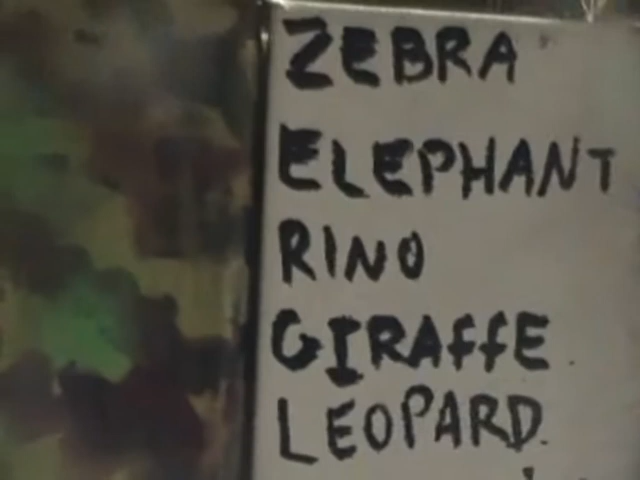 ZEBRA
ELEPHANT
RINO
GIRAFFE
LEOPARD.